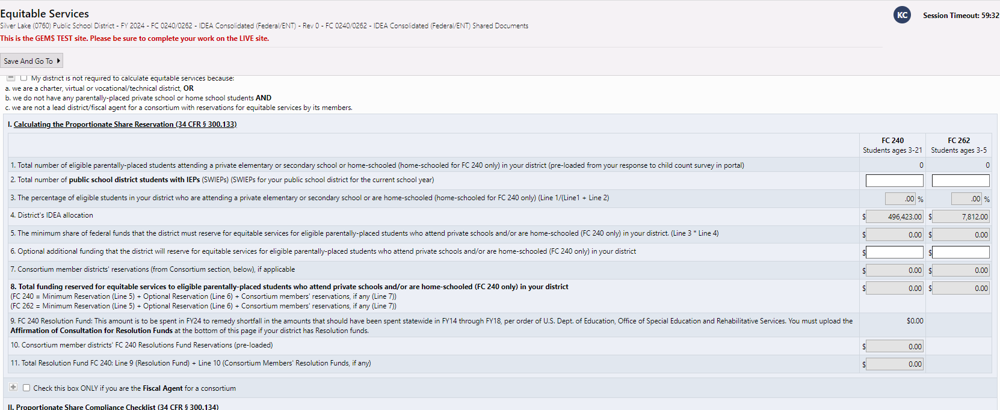 Equitable Services
KC
Session Timeout: 59:32
Silver Lake (0760) Public School District - FY 2024 - FC 0240/0262 - IDEA Consolidated (Federal/ENT) - Rev 0 - FC 0240/0262 - IDEA Consolidated (Federal/ENT) Shared Documents
This is the GEM$ TEST site. Please be sure to complete your work on the LIVE site.
Save And Go To
My district is not required to calculate equitable services because:
a. we are a charter, virtual or vocational/technical district, OR
b. we do not have any parentally-placed private school or home school students AND
c. we are not a lead district/fiscal agent for a consortium with reservations for equitable services by its members.
I. Calculating the Proportionate Share Reservation (34 CFR § 300.133)
FC 240 FC 262
Students ages 3-21 Students ages 3-5
1. Total number of eligible parentally-placed students attending a private elementary or secondary school or home-schooled (home-schooled for FC 240 only) in your district (pre-loaded from your response to child count survey in portal) 0 0
2. Total number of public school district students with IEPs (SWIEPs) (SWIEPs for your public school district for the current school year)
3. The percentage of eligible students in your district who are attending a private elementary or secondary school or are home-schooled (home-schooled for FC 240 only) (Line 1/(Line1 + Line 2) .00 % .00 %
4. District's IDEA allocation $ 496,423.00 $ 7,812.00
5. The minimum share of federal funds that the district must reserve for equitable services for eligible parentally-placed students who attend private schools and/or are home-schooled (FC 240 only) in your district. (Line 3 * Line 4) $ 0.00 $ 0.00
6. Optional additional funding that the district will reserve for equitable services for eligible parentally-placed students who attend private schools and/or are home-schooled (FC 240 only) in your district $ $
7. Consortium member districts' reservations (from Consortium section, below), if applicable $ 0.00 $ 0.00
8. Total funding reserved for equitable services to eligible parentally-placed students who attend private schools and/or are home-schooled (FC 240 only) in your district $ 0.00 $ 0.00
(FC 240 = Minimum Reservation (Line 5) + Optional Reservation (Line 6) + Consortium members' reservations, if any (Line 7))
(FC 262 = Minimum Reservation (Line 5) + Optional Reservation (Line 6) + Consortium members' reservations, if any (Line 7))
9. FC 240 Resolution Fund: This amount is to be spent in FY24 to remedy shortfall in the amounts that should have been spent statewide in FY14 through FY18, per order of U.S. Dept. of Education, Office of Special Education and Rehabilitative Services. You must upload the $0.00
Affirmation of Consultation for Resolution Funds at the bottom of this page if your district has Resolution funds.
10. Consortium member districts' FC 240 Resolutions Fund Reservations (pre-loaded) $ 0.00
11. Total Resolution Fund FC 240: Line 9 (Resolution Fund) + Line 10 (Consortium Members' Resolution Funds, if any) $ 0.00
Check this box ONLY if you are the Fiscal Agent for a consortium
II. Proportionate Share Compliance Checklist (34 CFR § 300.134)